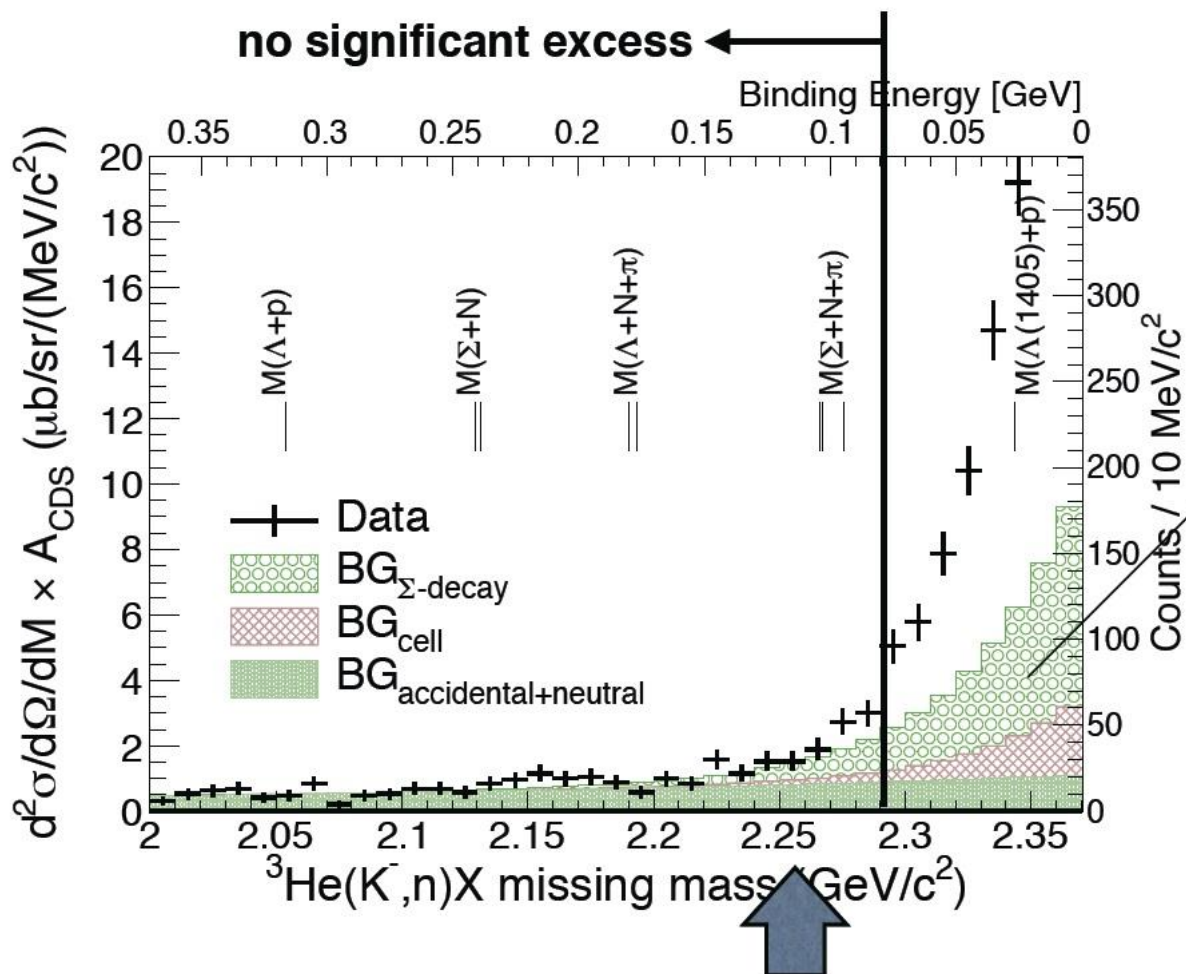 no significant excess
Binding Energy [GeV]
0.35 0.3 0.25 0.2 0.15 0.1 0.05 0
d²σ/dΩ/dM × A_CDS (μb/sr/(MeV/c²))
20
18
16
14
12
10
8
6
4
2
0
M(Λ+p)
M(Σ+N)
M(Λ+N+π)
M(Σ+N+π)
M(Λ(1405)+p)
Data
BG_Σ-decay
BG_cell
BG_accidental+neutral
350
300
250
200
150
100
50
0
Counts / 10 MeV/c²
2 2.05 2.1 2.15 2.2 2.25 2.3 2.35
³He(K⁻,n)X missing mass (GeV/c²)